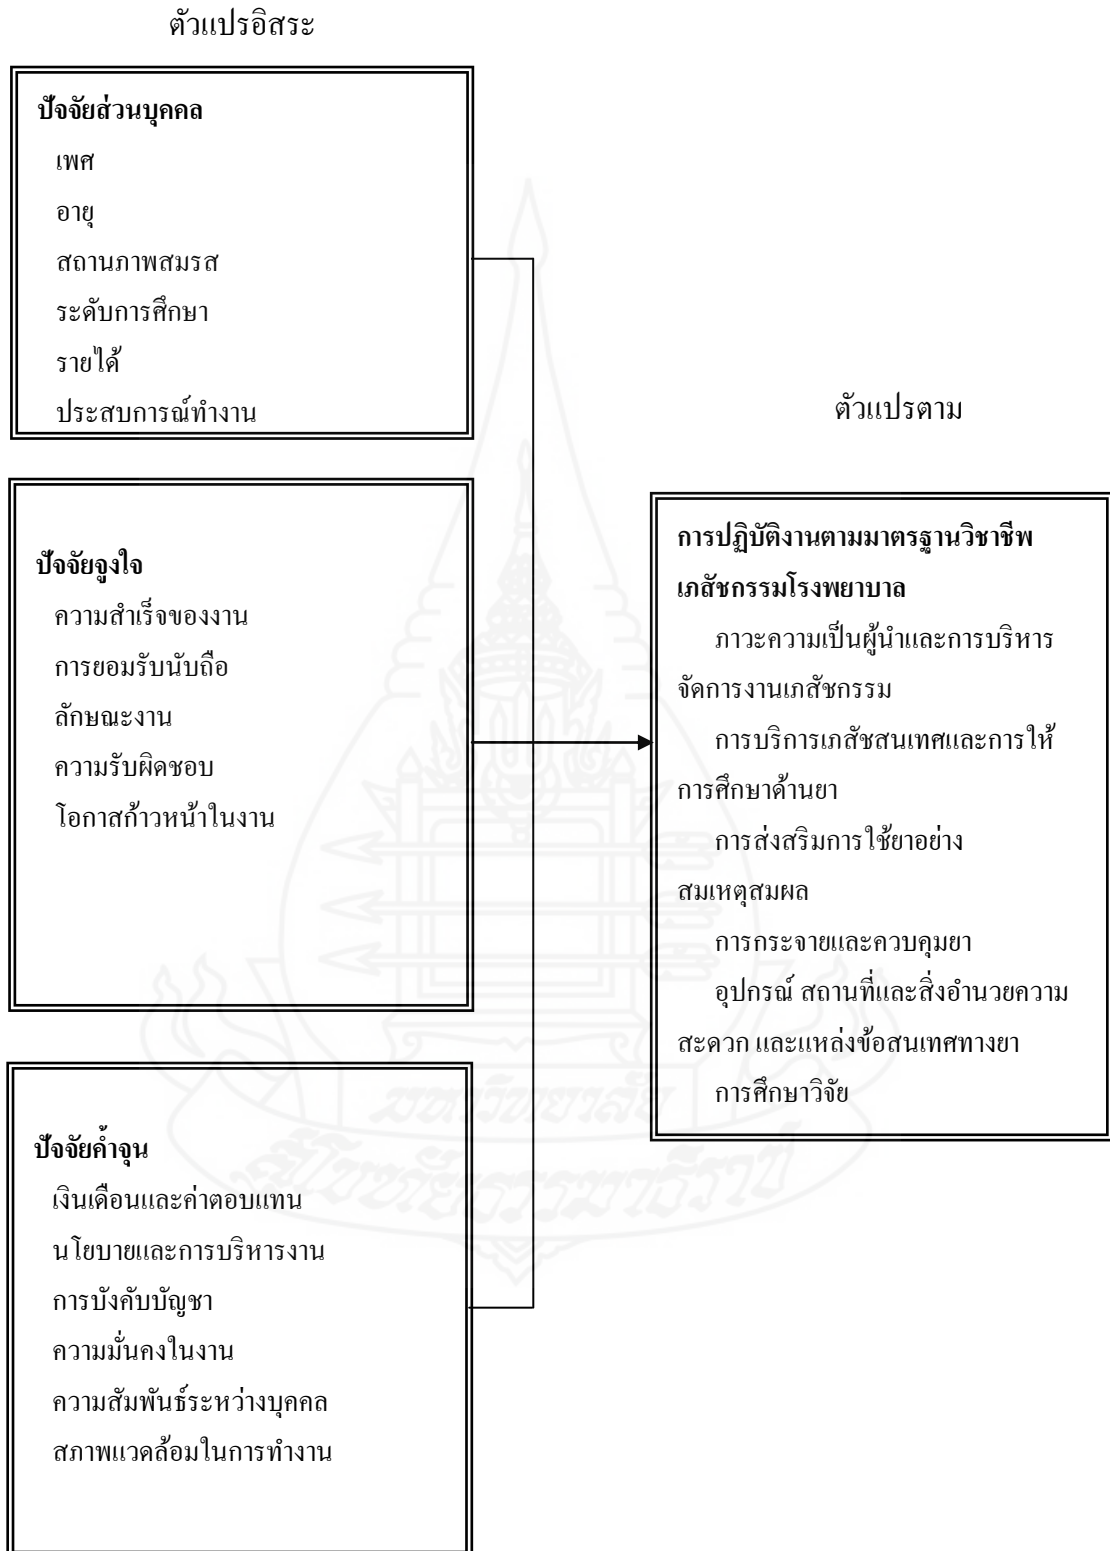 ตัวแปรอิสระ
ปัจจัยส่วนบุคคล
เพศ
อายุ
สถานภาพสมรส
ระดับการศึกษา
รายได้
ประสบการณ์ทำงาน
ปัจจัยจูงใจ
ความสำเร็จของงาน
การยอมรับนับถือ
ลักษณะงาน
ความรับผิดชอบ
โอกาสก้าวหน้าในงาน
ปัจจัยค้ำจุน
เงินเดือนและค่าตอบแทน
นโยบายและการบริหารงาน
การบังคับบัญชา
ความมั่นคงในงาน
ความสัมพันธ์ระหว่างบุคคล
สภาพแวดล้อมในการทำงาน
ตัวแปรตาม
การปฏิบัติงานตามมาตรฐานวิชาชีพ
เภสัชกรรมโรงพยาบาล
ภาวะความเป็นผู้นำและการบริหาร
จัดการงานเภสัชกรรม
การบริการเภสัชสนเทศและการให้
การศึกษาด้านยา
การส่งสริมการใช้ยาอย่าง
สมเหตุสมผล
การกระจายและควบคุมยา
อุปกรณ์ สถานที่และสิ่งอำนวยความ
สะดวก และแหล่งข้อสนเทศทางยา
การศึกษาวิจัย
มหาวิทยาลัย
สุโขทัยธรรมาธิราช